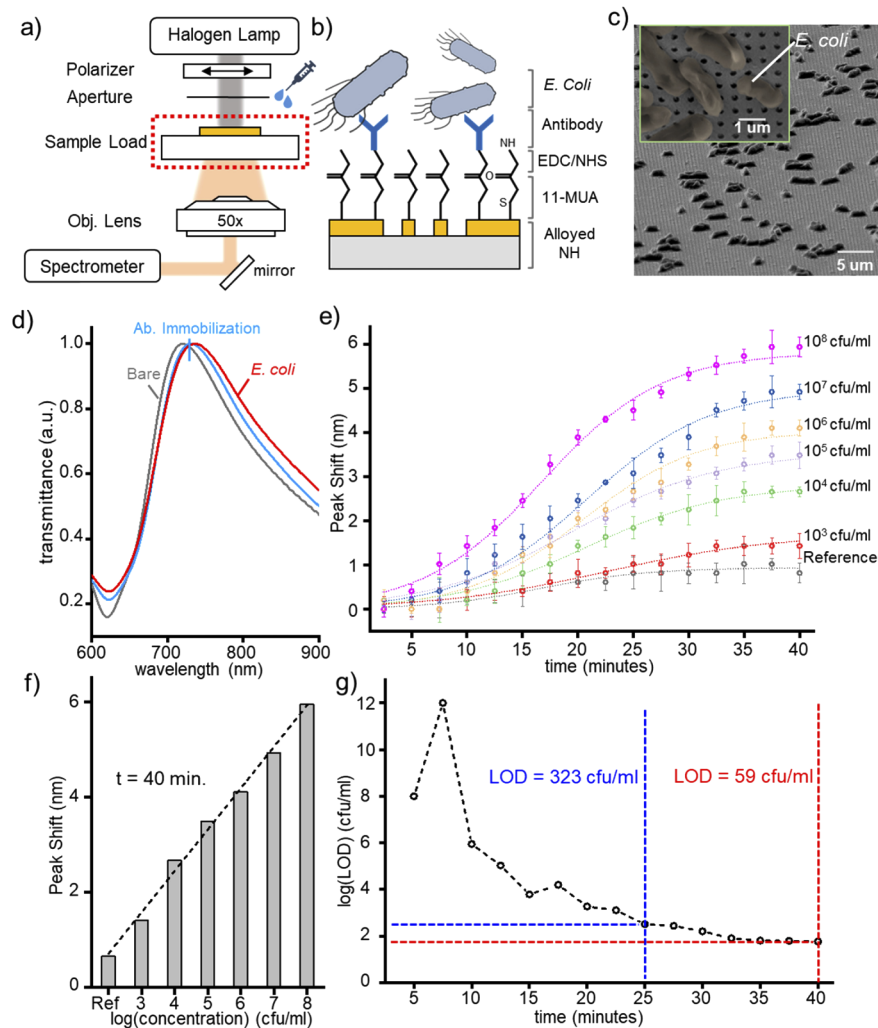 a)
Halogen Lamp
Polarizer
Aperture
Sample Load
Obj. Lens
50x
Spectrometer
mirror
b)
E. Coli
Antibody
NH
EDC/NHS
O
11-MUA
S
Alloyed
NH
c)
E. coli
1 um
5 um
d)
Ab. Immobilization
Bare
E. coli
transmittance (a.u.)
1.0
0.8
0.6
0.4
0.2
600
700
800
900
wavelength (nm)
e)
Peak Shift (nm)
6
5
4
3
2
1
0
10⁸ cfu/ml
10⁷ cfu/ml
10⁶ cfu/ml
10⁵ cfu/ml
10⁴ cfu/ml
10³ cfu/ml
Reference
5 10 15 20 25 30 35 40
time (minutes)
f)
Peak Shift (nm)
6
4
2
0
t = 40 min.
Ref 3 4 5 6 7 8
log(concentration) (cfu/ml)
g)
log(LOD) (cfu/ml)
12
10
8
6
4
2
0
LOD = 323 cfu/ml
LOD = 59 cfu/ml
5 10 15 20 25 30 35 40
time (minutes)